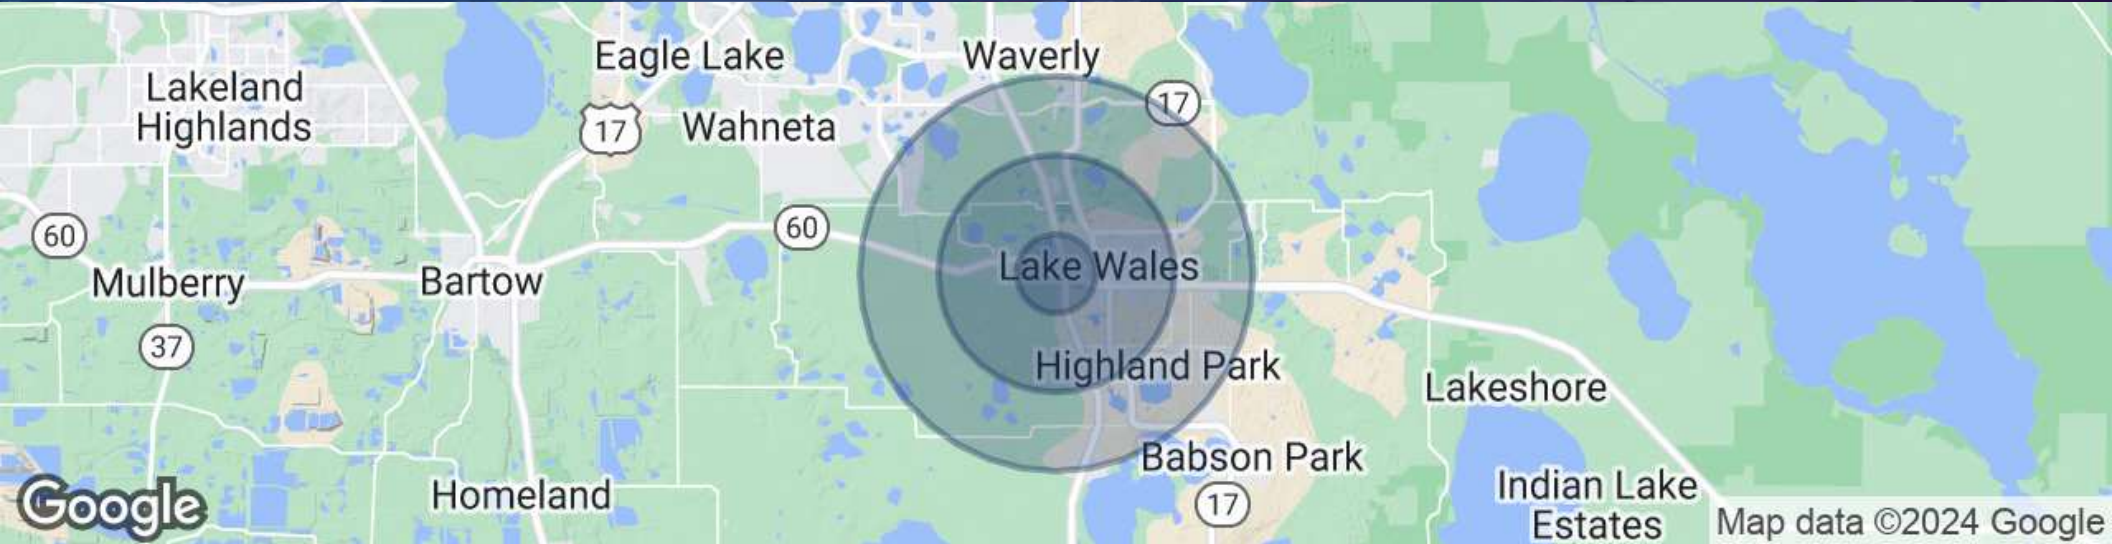 Eagle Lake
Waverly
Lakeland
Highlands
17
17
Wahneta
60
60
Lake Wales
Mulberry
Bartow
37
Highland Park
Lakeshore
Babson Park
Homeland
Indian Lake
Estates
17
Google
Map data ©2024 Google